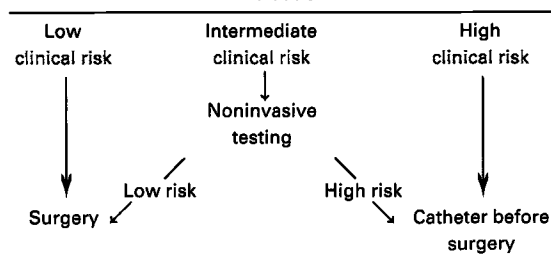 Low Intermediate High
clinical risk clinical risk clinical risk
Noninvasive
testing
Low risk High risk
Surgery Catheter before
surgery